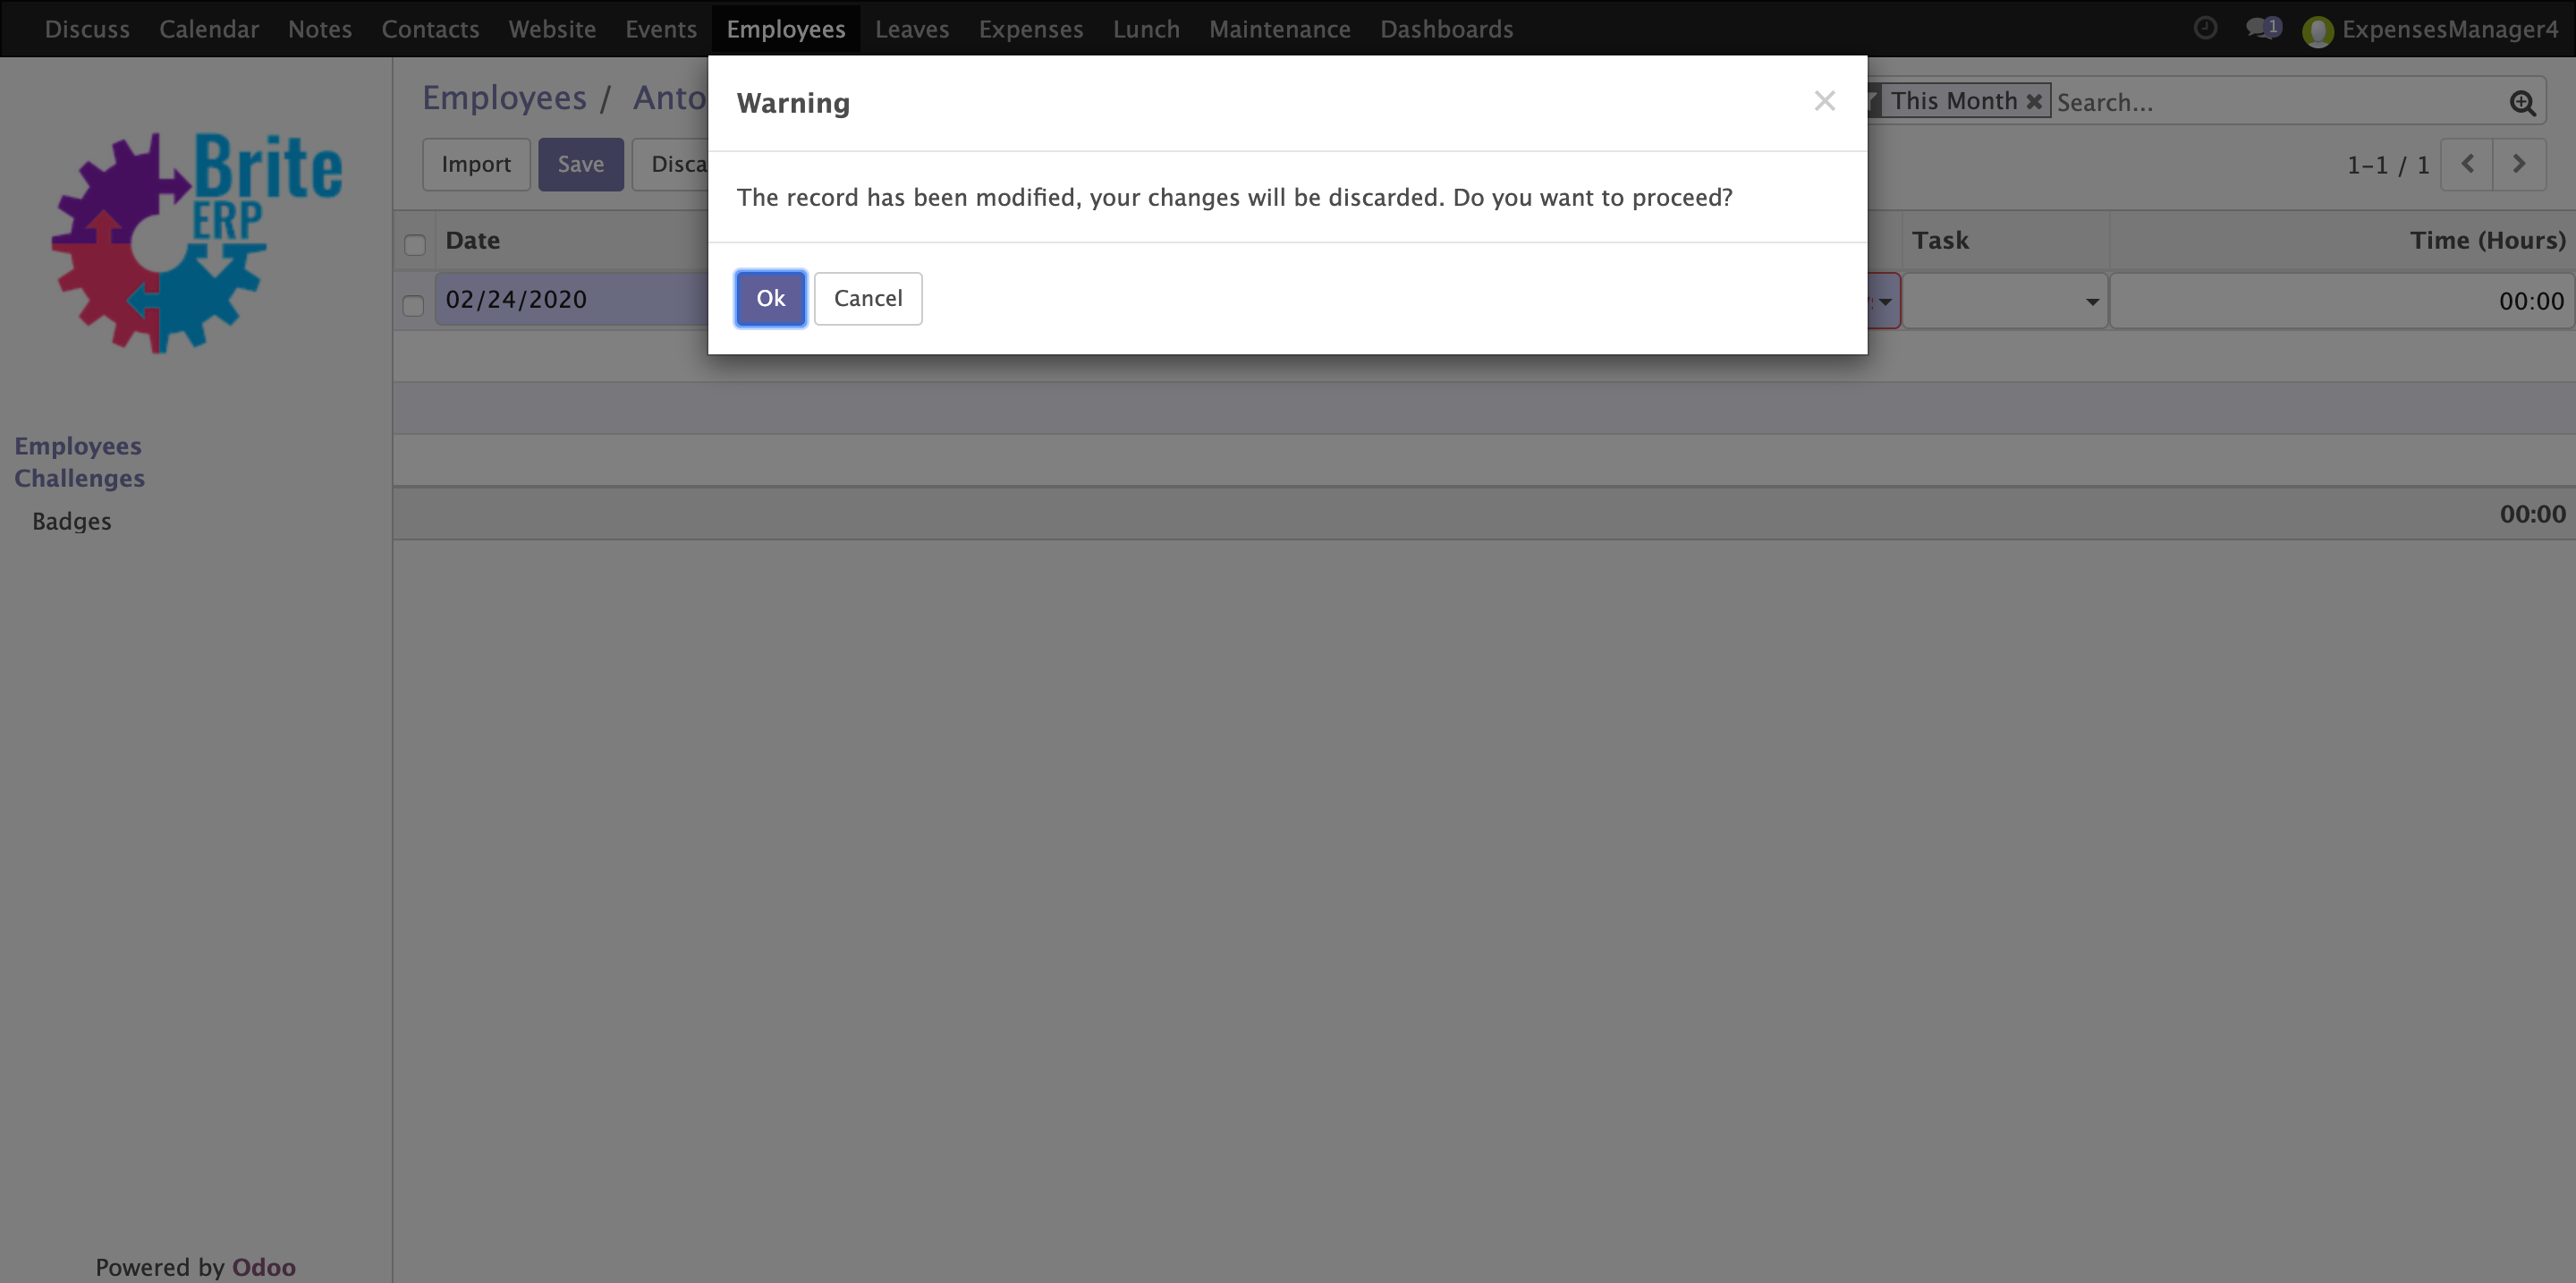 Discuss Calendar Notes Contacts Website Events Employees Leaves Expenses Lunch Maintenance Dashboards 1 ExpensesManager4
Brite
ERP
Employees
Challenges
Badges
Powered by Odoo
Employees / Anto
This Month Search...
Import Save Disca
1-1 / 1
Warning
The record has been modified, your changes will be discarded. Do you want to proceed?
Ok Cancel
Date Task Time (Hours)
02/24/2020 00:00
00:00